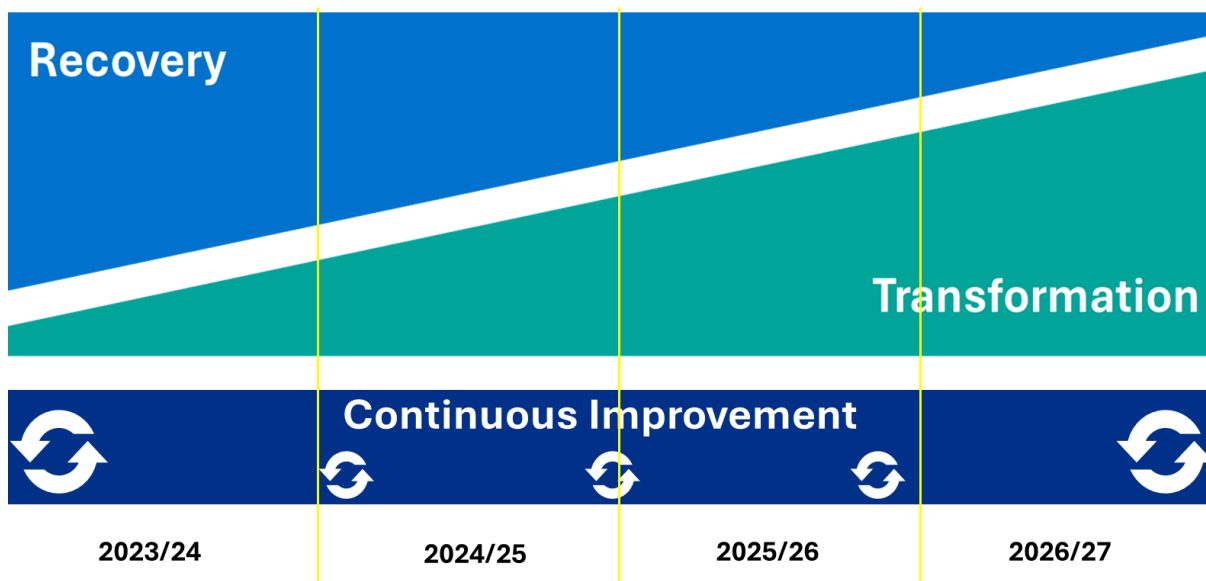 Recovery
Transformation
Continuous Improvement
2023/24
2024/25
2025/26
2026/27